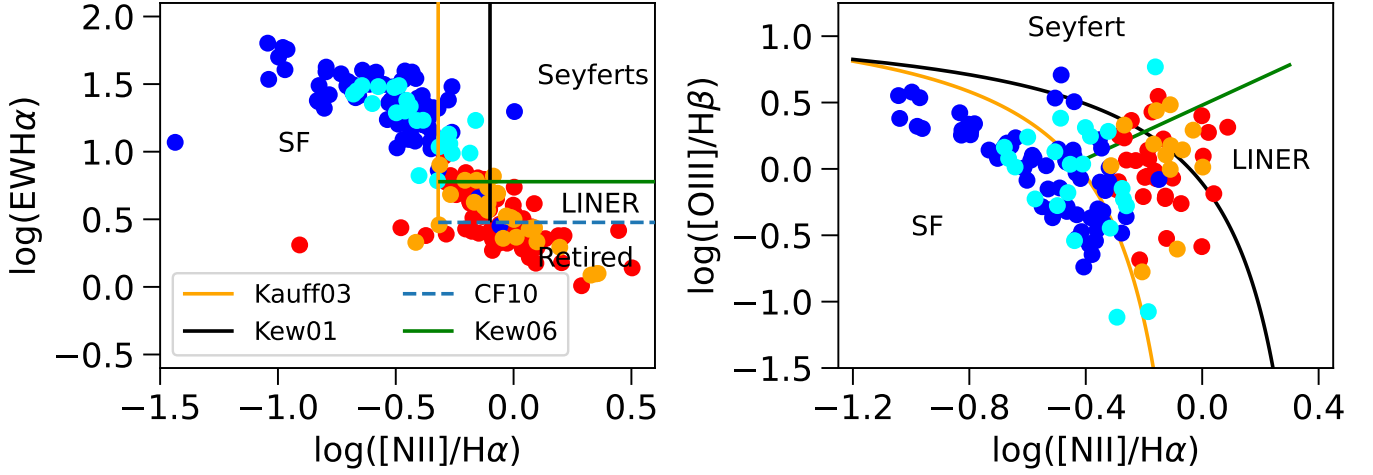 log(EWHα)
2.0
1.5
1.0
0.5
0.0
−0.5
Seyferts
SF
LINER
Retired
Kauff03
CF10
Kew01
Kew06
−1.5
−1.0
−0.5
0.0
0.5
log([NII]/Hα)
log([OIII]/Hβ)
1.0
0.5
0.0
−0.5
−1.0
−1.5
Seyfert
LINER
SF
−1.2
−0.8
−0.4
0.0
0.4
log([NII]/Hα)